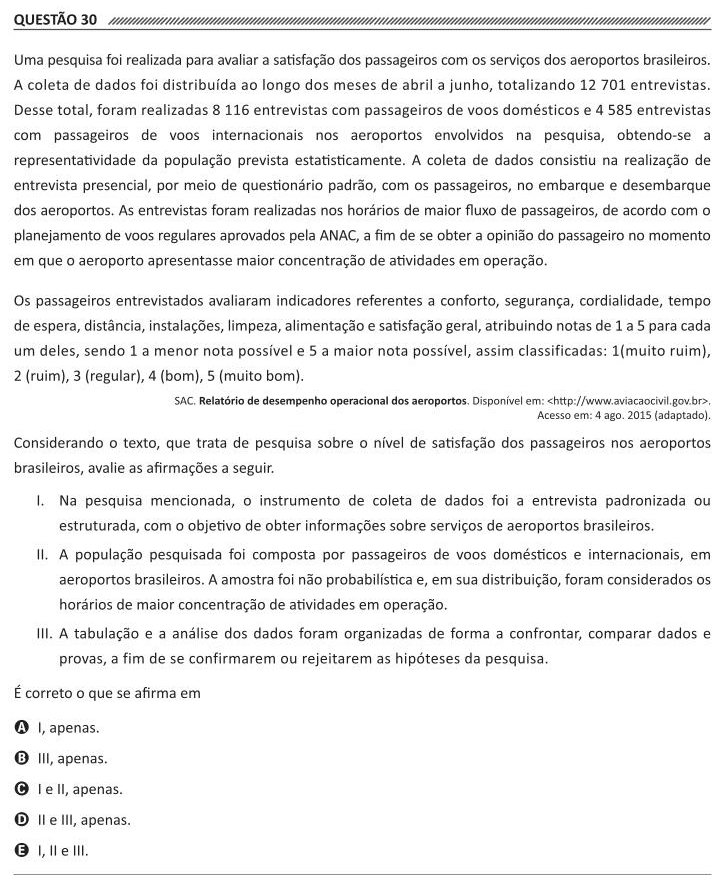 QUESTÃO 30
Uma pesquisa foi realizada para avaliar a satisfação dos passageiros com os serviços dos aeroportos brasileiros.
A coleta de dados foi distribuída ao longo dos meses de abril a junho, totalizando 12 701 entrevistas.
Desse total, foram realizadas 8 116 entrevistas com passageiros de voos domésticos e 4 585 entrevistas
com passageiros de voos internacionais nos aeroportos envolvidos na pesquisa, obtendo-se a
representatividade da população prevista estatisticamente. A coleta de dados consistiu na realização de
entrevista presencial, por meio de questionário padrão, com os passageiros, no embarque e desembarque
dos aeroportos. As entrevistas foram realizadas nos horários de maior fluxo de passageiros, de acordo com o
planejamento de voos regulares aprovados pela ANAC, a fim de se obter a opinião do passageiro no momento
em que o aeroporto apresentasse maior concentração de atividades em operação.
Os passageiros entrevistados avaliaram indicadores referentes a conforto, segurança, cordialidade, tempo
de espera, distância, instalações, limpeza, alimentação e satisfação geral, atribuindo notas de 1 a 5 para cada
um deles, sendo 1 a menor nota possível e 5 a maior nota possível, assim classificadas: 1(muito ruim),
2 (ruim), 3 (regular), 4 (bom), 5 (muito bom).
SAC. Relatório de desempenho operacional dos aeroportos. Disponível em: <http://www.aviacaocivil.gov.br>.
Acesso em: 4 ago. 2015 (adaptado).
Considerando o texto, que trata de pesquisa sobre o nível de satisfação dos passageiros nos aeroportos
brasileiros, avalie as afirmações a seguir.
I. Na pesquisa mencionada, o instrumento de coleta de dados foi a entrevista padronizada ou
estruturada, com o objetivo de obter informações sobre serviços de aeroportos brasileiros.
II. A população pesquisada foi composta por passageiros de voos domésticos e internacionais, em
aeroportos brasileiros. A amostra foi não probabilística e, em sua distribuição, foram considerados os
horários de maior concentração de atividades em operação.
III. A tabulação e a análise dos dados foram organizadas de forma a confrontar, comparar dados e
provas, a fim de se confirmarem ou rejeitarem as hipóteses da pesquisa.
É correto o que se afirma em
A I, apenas.
B III, apenas.
C I e II, apenas.
D II e III, apenas.
E I, II e III.